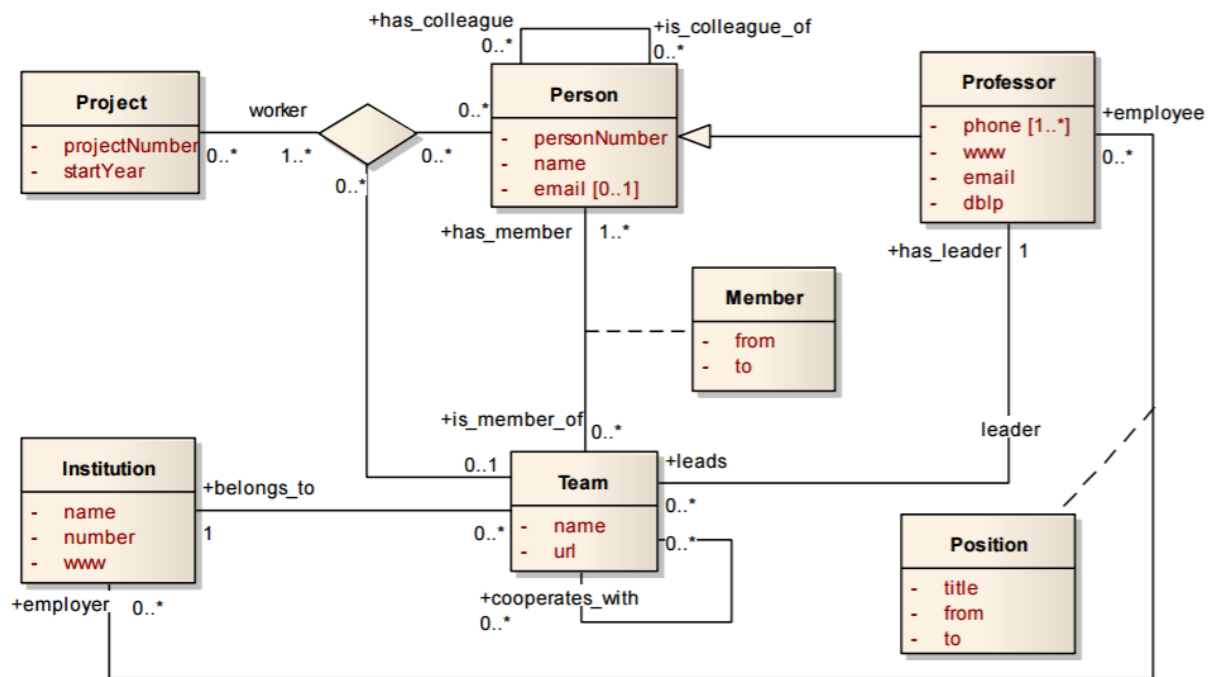 +has_colleague
0..*
+is_colleague_of
0..*
Project
- projectNumber
- startYear
0..*
worker
1..*
0..*
0..*
0..*
Person
- personNumber
- name
- email [0..1]
Professor
- phone [1..*]
- www
- email
- dblp
+employee
0..*
+has_member
1..*
+has_leader
1
Member
- from
- to
+is_member_of
0..*
leader
Institution
- name
- number
- www
+belongs_to
1
0..1
0..*
Team
- name
- url
+leads
0..*
0..*
+cooperates_with
0..*
Position
- title
- from
- to
+employer
0..*